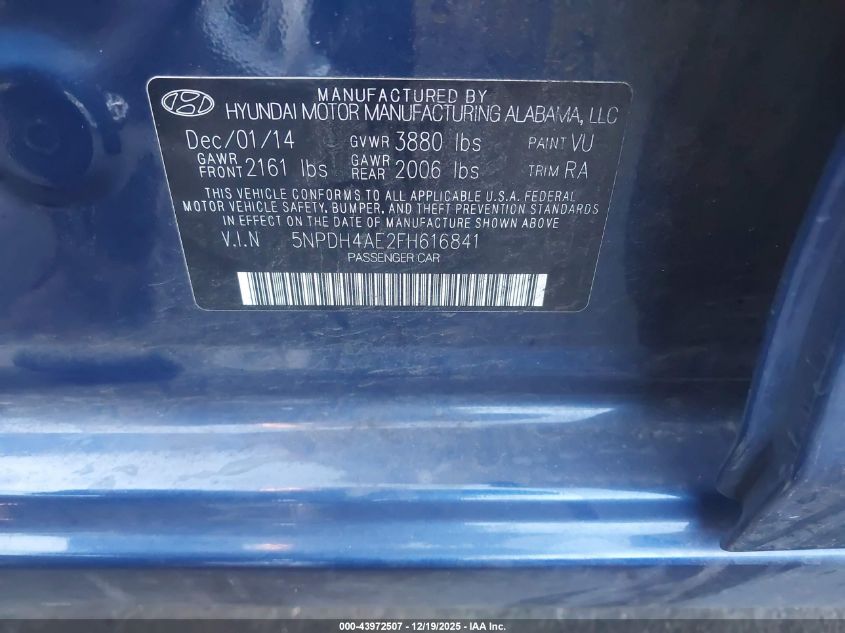 MANUFACTURED BY
HYUNDAI MOTOR MANUFACTURING ALABAMA, LLC
Dec/01/14 GVWR 3880 lbs PAINT VU
GAWR FRONT 2161 lbs GAWR REAR 2006 lbs TRIM RA
THIS VEHICLE CONFORMS TO ALL APPLICABLE U.S.A. FEDERAL
MOTOR VEHICLE SAFETY, BUMPER, AND THEFT PREVENTION STANDARDS
IN EFFECT ON THE DATE OF MANUFACTURE SHOWN ABOVE
V.I.N 5NPDH4AE2FH616841
PASSENGER CAR
000-43972507 - 12/19/2025 - IAA Inc.